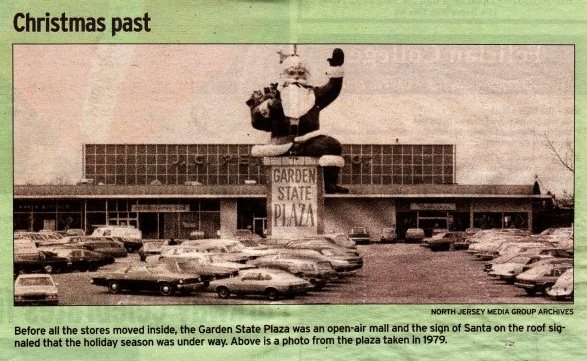 Christmas past
J.C. PE
GARDEN
STATE
PLAZA
NORTH JERSEY MEDIA GROUP ARCHIVES
Before all the stores moved inside, the Garden State Plaza was an open-air mall and the sign of Santa on the roof sig-
naled that the holiday season was under way. Above is a photo from the plaza taken in 1979.